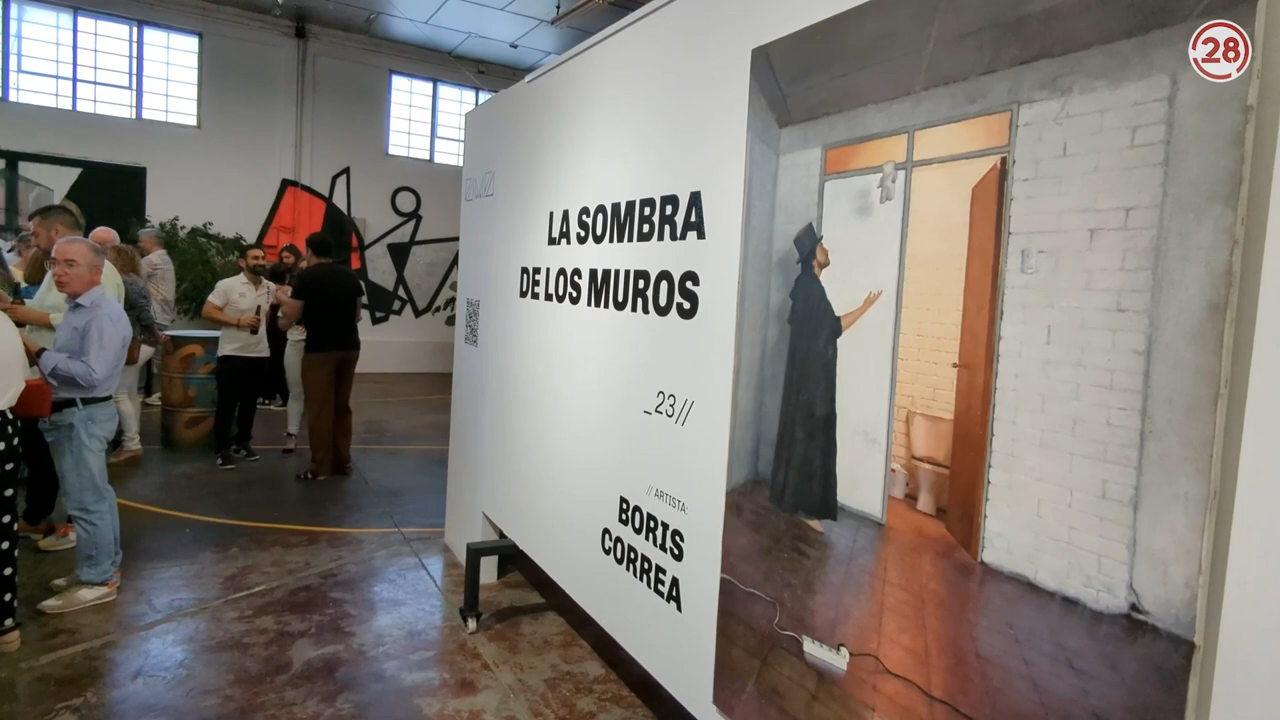 LA SOMBRA
DE LOS MUROS
_23//
// ARTISTA:
BORIS
CORREA
28